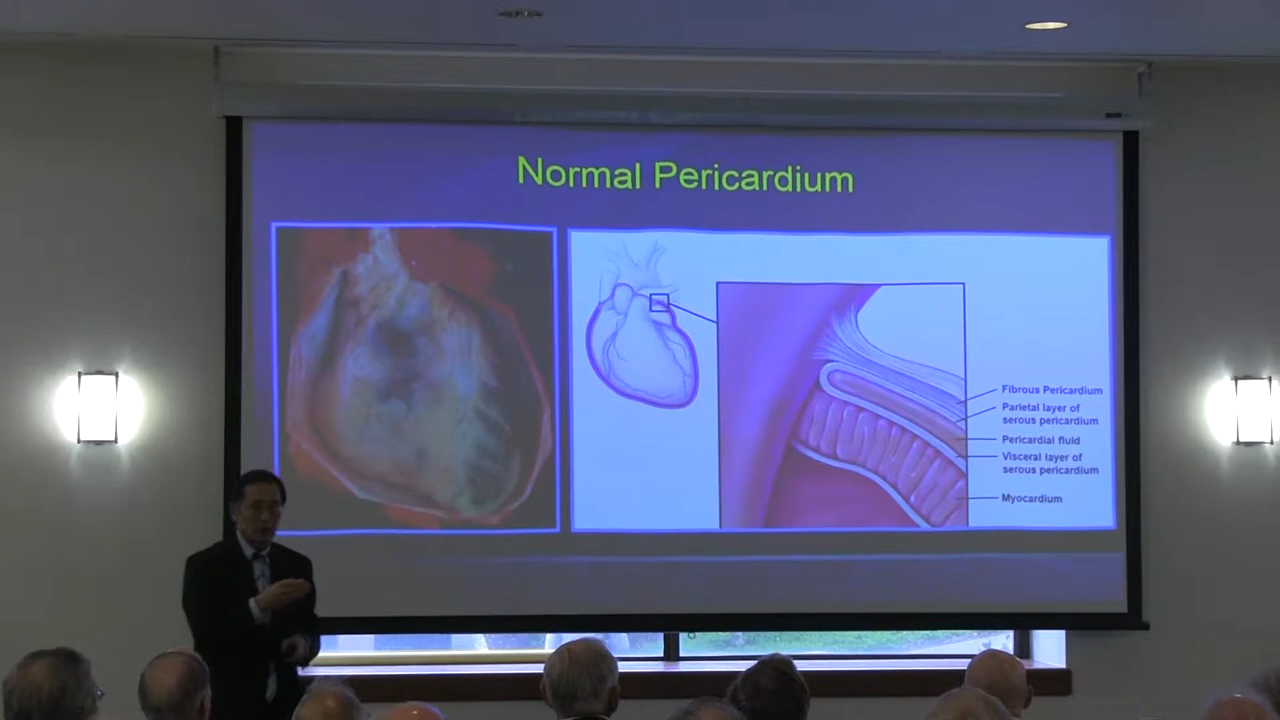 Normal Pericardium
Fibrous Pericardium
Parietal layer of
serous pericardium
Pericardial fluid
Visceral layer of
serous pericardium
Myocardium